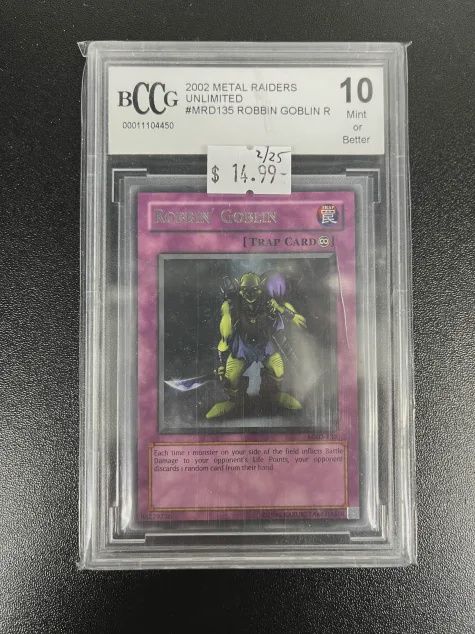 BCCG
00011104450
2002 METAL RAIDERS
UNLIMITED
#MRD135 ROBBIN GOBLIN R
10
Mint
or
Better
2/25
$ 14.99-
ROBBIN' GOBLIN
TRAP
罠
[TRAP CARD∞]
Each time 1 monster on your side of the field inflicts Battle
Damage to your opponent's Life Points, your opponent
discards 1 random card from their hand.